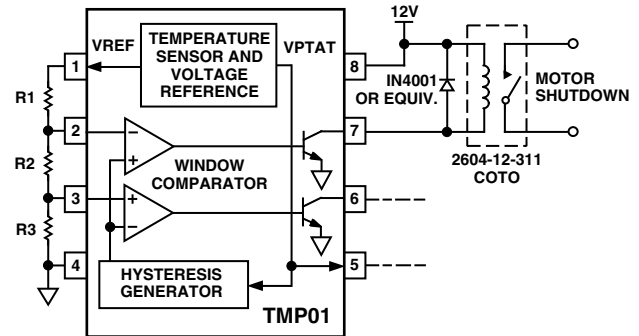 12V
TEMPERATURE
SENSOR AND
VOLTAGE
REFERENCE
VREF
VPTAT
1
8
R1
IN4001
OR EQUIV.
MOTOR
SHUTDOWN
2
7
R2
WINDOW
COMPARATOR
2604-12-311
COTO
3
6
R3
4
5
HYSTERESIS
GENERATOR
TMP01